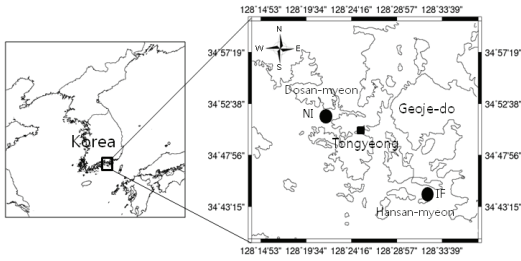 128°14'53" 128°19'34" 128°24'16" 128°28'57" 128°33'39"
N
W E
S
34°57'19" 34°57'19"
Dosan-myeon
34°52'38" 34°52'38"
Geoje-do
NI
Korea
Tongyeong
34°47'56" 34°47'56"
IF
Hansan-myeon
34°43'15" 34°43'15"
128°14'53" 128°19'34" 128°24'16" 128°28'57" 128°33'39"